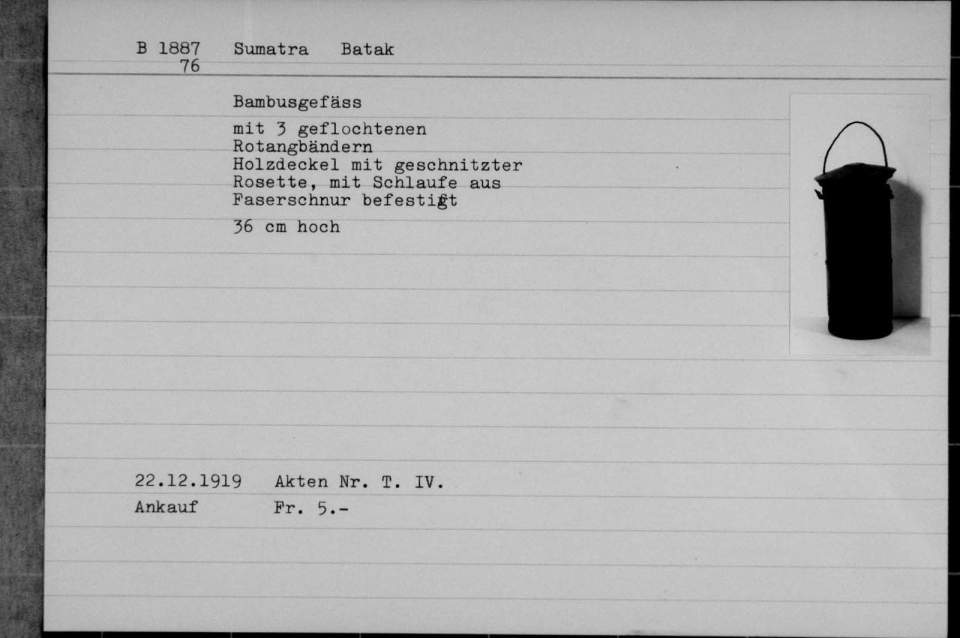 B 1887 Sumatra Batak
76
Bambusgefäss
mit 3 geflochtenen
Rotangbändern
Holzdeckel mit geschnitzter
Rosette, mit Schlaufe aus
Faserschnur befestigt
36 cm hoch
22.12.1919 Akten Nr. T. IV.
Ankauf Fr. 5.-